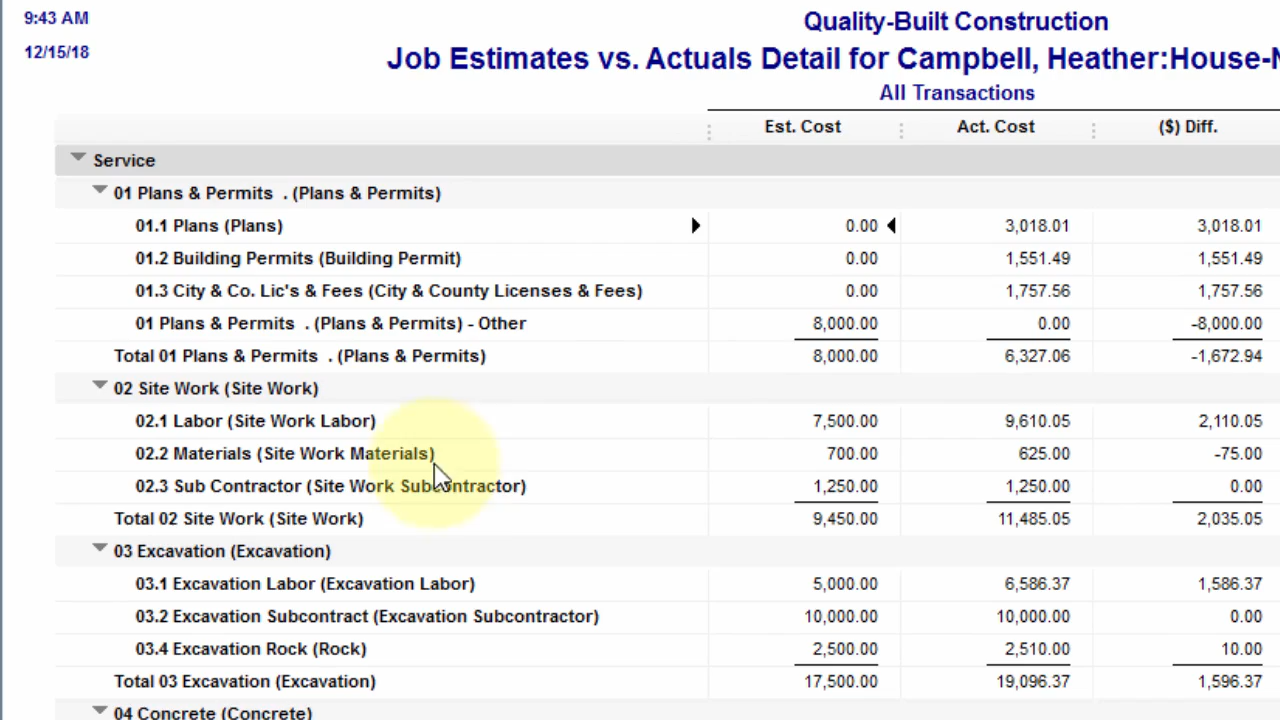 9:43 AM
Quality-Built Construction
12/15/18
Job Estimates vs. Actuals Detail for Campbell, Heather:House-N
All Transactions
Est. Cost Act. Cost ($) Diff.
Service
01 Plans & Permits . (Plans & Permits)
01.1 Plans (Plans) 0.00 3,018.01 3,018.01
01.2 Building Permits (Building Permit) 0.00 1,551.49 1,551.49
01.3 City & Co. Lic's & Fees (City & County Licenses & Fees) 0.00 1,757.56 1,757.56
01 Plans & Permits . (Plans & Permits) - Other 8,000.00 0.00 -8,000.00
Total 01 Plans & Permits . (Plans & Permits) 8,000.00 6,327.06 -1,672.94
02 Site Work (Site Work)
02.1 Labor (Site Work Labor) 7,500.00 9,610.05 2,110.05
02.2 Materials (Site Work Materials) 700.00 625.00 -75.00
02.3 Sub Contractor (Site Work Subcontractor) 1,250.00 1,250.00 0.00
Total 02 Site Work (Site Work) 9,450.00 11,485.05 2,035.05
03 Excavation (Excavation)
03.1 Excavation Labor (Excavation Labor) 5,000.00 6,586.37 1,586.37
03.2 Excavation Subcontract (Excavation Subcontractor) 10,000.00 10,000.00 0.00
03.4 Excavation Rock (Rock) 2,500.00 2,510.00 10.00
Total 03 Excavation (Excavation) 17,500.00 19,096.37 1,596.37
04 Concrete (Concrete)